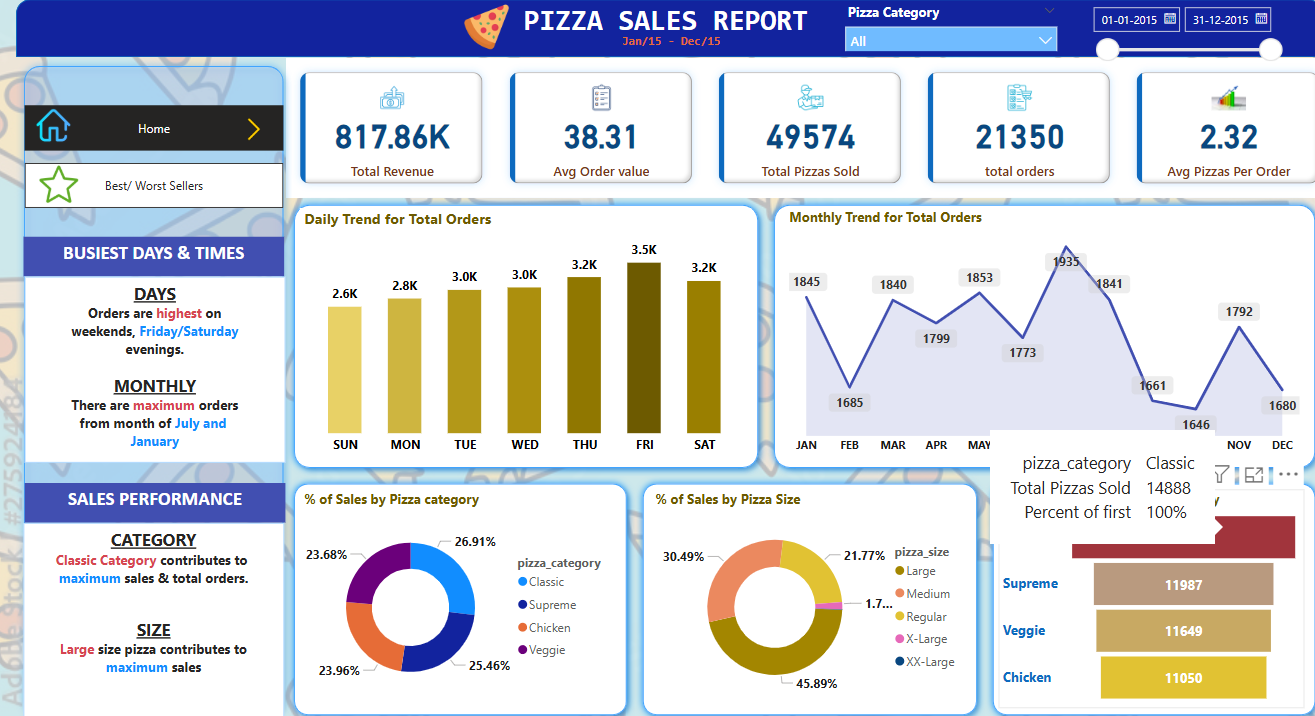 PIZZA SALES REPORT
Jan/15 - Dec/15
Pizza Category
All
01-01-2015
31-12-2015
Home
Best/ Worst Sellers
817.86K
Total Revenue
38.31
Avg Order value
49574
Total Pizzas Sold
21350
total orders
2.32
Avg Pizzas Per Order
BUSIEST DAYS & TIMES
DAYS
Orders are highest on
weekends, Friday/Saturday
evenings.
MONTHLY
There are maximum orders
from month of July and
January
SALES PERFORMANCE
CATEGORY
Classic Category contributes to
maximum sales & total orders.
SIZE
Large size pizza contributes to
maximum sales
Daily Trend for Total Orders
2.6K
2.8K
3.0K
3.0K
3.2K
3.5K
3.2K
SUN MON TUE WED THU FRI SAT
Monthly Trend for Total Orders
1845
1685
1840
1799
1853
1773
1935
1841
1661
1646
1792
1680
JAN FEB MAR APR MAY NOV DEC
% of Sales by Pizza category
26.91%
25.46%
23.96%
23.68%
pizza_category
Classic
Supreme
Chicken
Veggie
% of Sales by Pizza Size
30.49%
21.77%
1.7...
45.89%
pizza_size
Large
Medium
Regular
X-Large
XX-Large
pizza_category Classic
Total Pizzas Sold 14888
Percent of first 100%
Supreme 11987
Veggie 11649
Chicken 11050